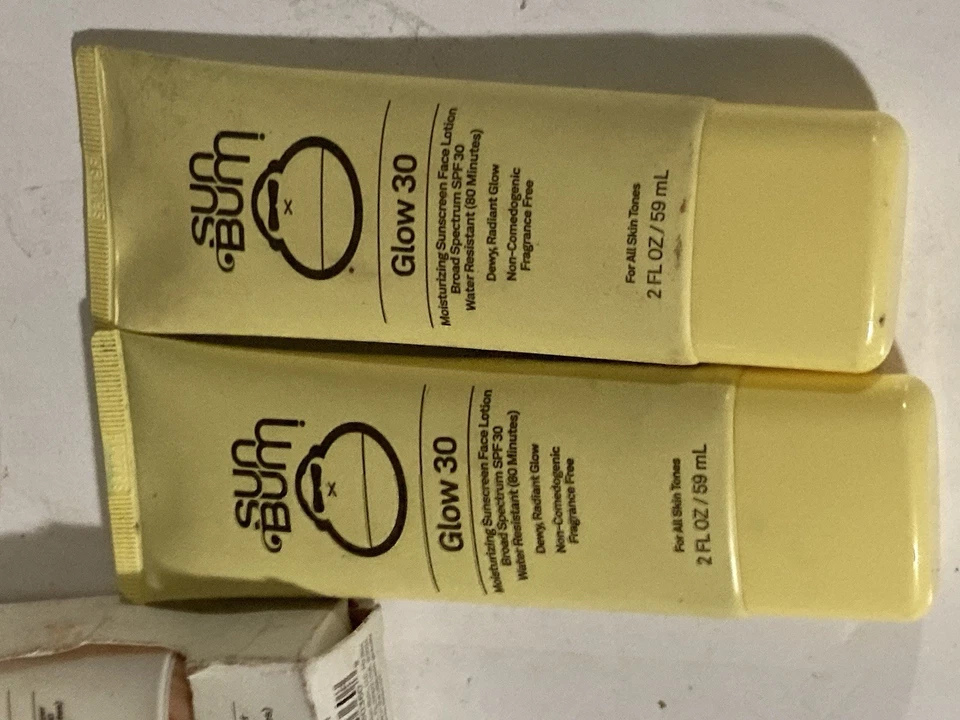 SUN
BUM
Glow 30
Moisturizing Sunscreen Face Lotion
Broad Spectrum SPF 30
Water Resistant (80 Minutes)
Dewy, Radiant Glow
Non-Comedogenic
Fragrance Free
For All Skin Tones
2 FL OZ / 59 mL
SUN
BUM
Glow 30
Moisturizing Sunscreen Face Lotion
Broad Spectrum SPF 30
Water Resistant (80 Minutes)
Dewy, Radiant Glow
Non-Comedogenic
Fragrance Free
For All Skin Tones
2 FL OZ / 59 mL